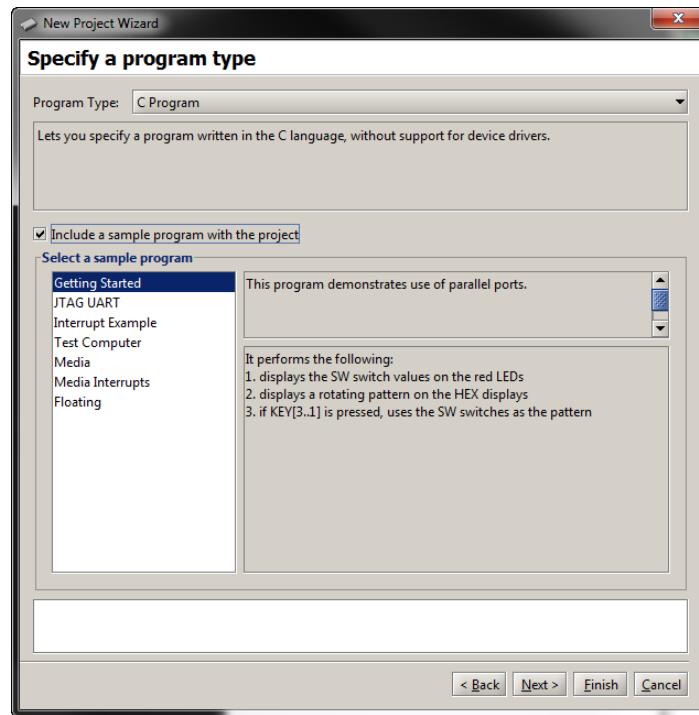 New Project Wizard
Specify a program type
Program Type: C Program
Lets you specify a program written in the C language, without support for device drivers.
Include a sample program with the project
Select a sample program
Getting Started
JTAG UART
Interrupt Example
Test Computer
Media
Media Interrupts
Floating
This program demonstrates use of parallel ports.
It performs the following:
1. displays the SW switch values on the red LEDs
2. displays a rotating pattern on the HEX displays
3. if KEY[3..1] is pressed, uses the SW switches as the pattern
< Back Next > Finish Cancel